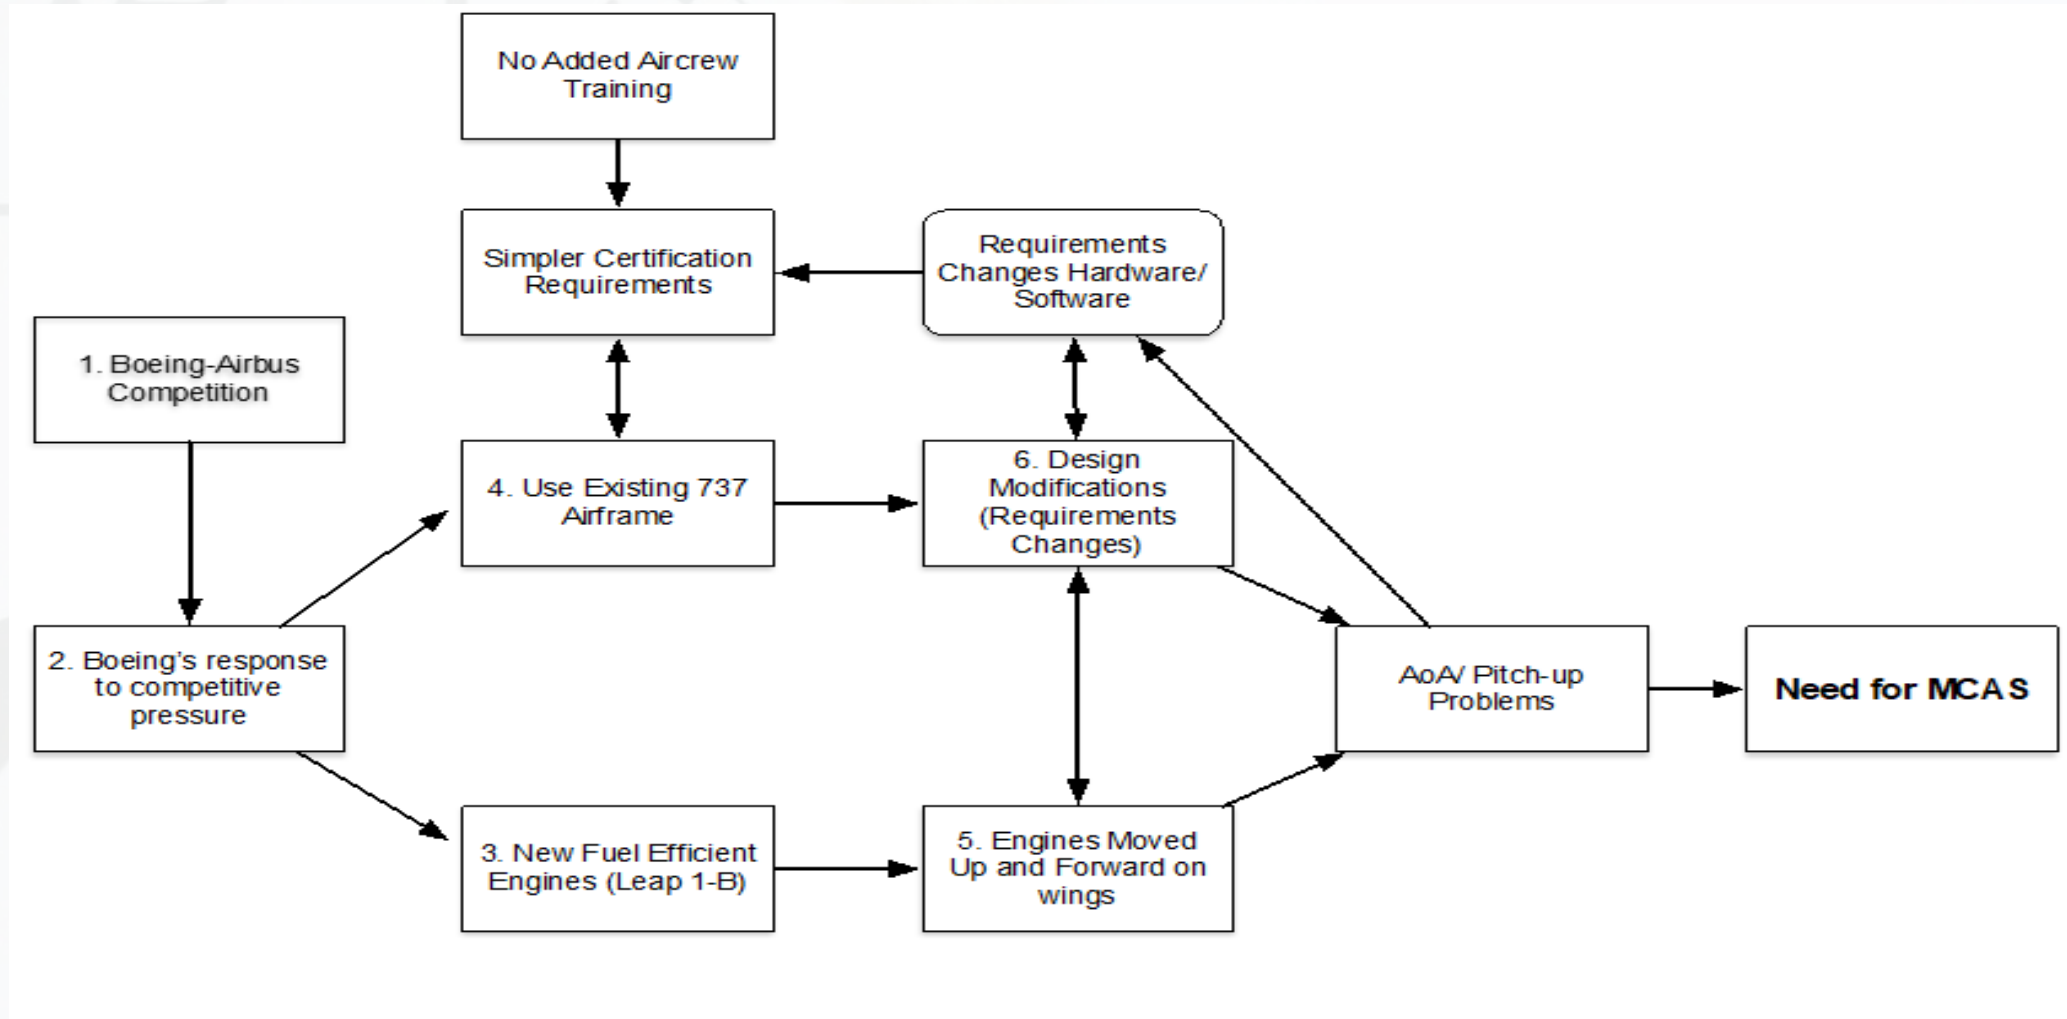 No Added Aircrew
Training
Simpler Certification
Requirements
Requirements
Changes Hardware/
Software
1. Boeing-Airbus
Competition
4. Use Existing 737
Airframe
6. Design
Modifications
(Requirements
Changes)
2. Boeing's response
to competitive
pressure
AoA/ Pitch-up
Problems
Need for MCAS
3. New Fuel Efficient
Engines (Leap 1-B)
5. Engines Moved
Up and Forward on
wings